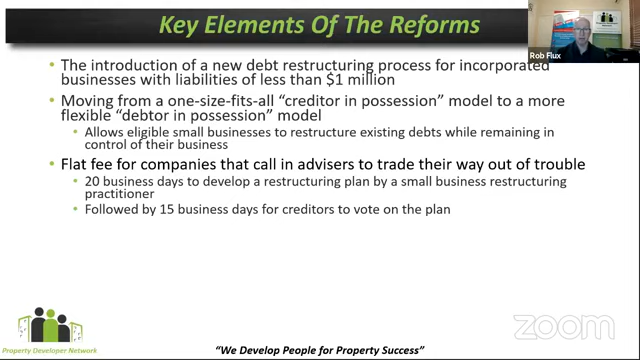 Key Elements Of The Reforms
Rob Flux
• The introduction of a new debt restructuring process for incorporated
businesses with liabilities of less than $1 million
• Moving from a one-size-fits-all “creditor in possession” model to a more
flexible “debtor in possession” model
• Allows eligible small businesses to restructure existing debts while remaining in
control of their business
• Flat fee for companies that call in advisers to trade their way out of trouble
• 20 business days to develop a restructuring plan by a small business restructuring
practitioner
• Followed by 15 business days for creditors to vote on the plan
zoom
Property Developer Network
“We Develop People for Property Success”